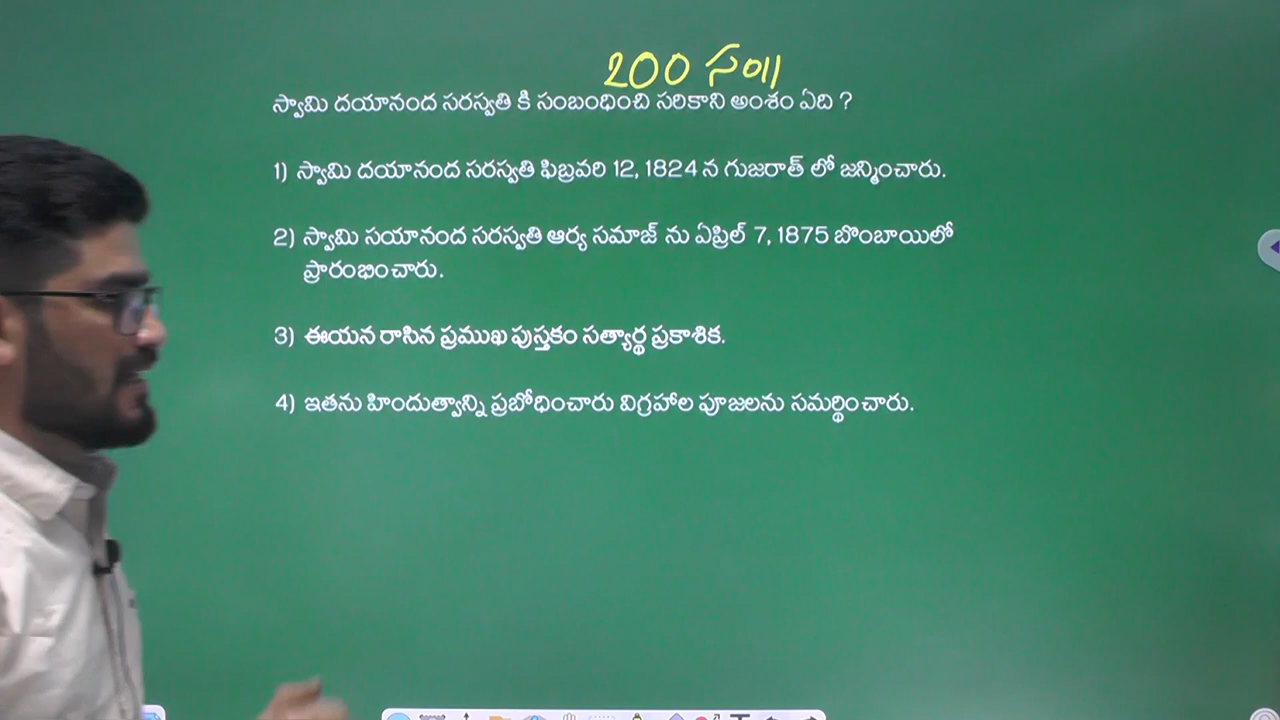 200 సం||
స్వామి దయానంద సరస్వతి కి సంబంధించి సరికాని అంశం ఏది ?
1) స్వామి దయానంద సరస్వతి ఫిబ్రవరి 12, 1824 న గుజరాత్ లో జన్మించారు.
2) స్వామి సయానంద సరస్వతి ఆర్య సమాజ్ ను ఏప్రిల్ 7, 1875 బొంబాయిలో
ప్రారంభించారు.
3) ఈయన రాసిన ప్రముఖ పుస్తకం సత్యార్థ ప్రకాశిక.
4) ఇతను హిందుత్వాన్ని ప్రబోధించారు విగ్రహాల పూజలను సమర్థించారు.